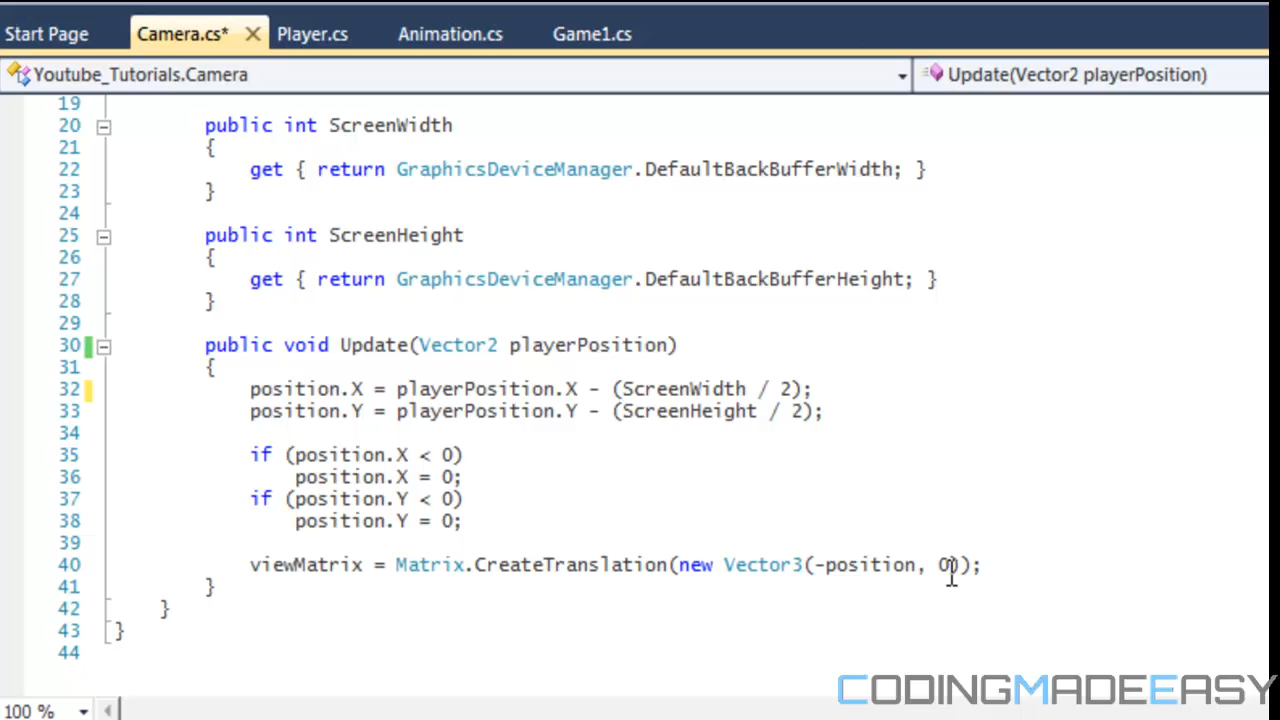 Start Page Camera.cs* Player.cs Animation.cs Game1.cs
Youtube_Tutorials.Camera Update(Vector2 playerPosition)
19
20 public int ScreenWidth
21 {
22 get { return GraphicsDeviceManager.DefaultBackBufferWidth; }
23 }
24
25 public int ScreenHeight
26 {
27 get { return GraphicsDeviceManager.DefaultBackBufferHeight; }
28 }
29
30 public void Update(Vector2 playerPosition)
31 {
32 position.X = playerPosition.X - (ScreenWidth / 2);
33 position.Y = playerPosition.Y - (ScreenHeight / 2);
34
35 if (position.X < 0)
36 position.X = 0;
37 if (position.Y < 0)
38 position.Y = 0;
39
40 viewMatrix = Matrix.CreateTranslation(new Vector3(-position, 0));
41 }
42 }
43 }
44
CODINGMADEEASY
100 %